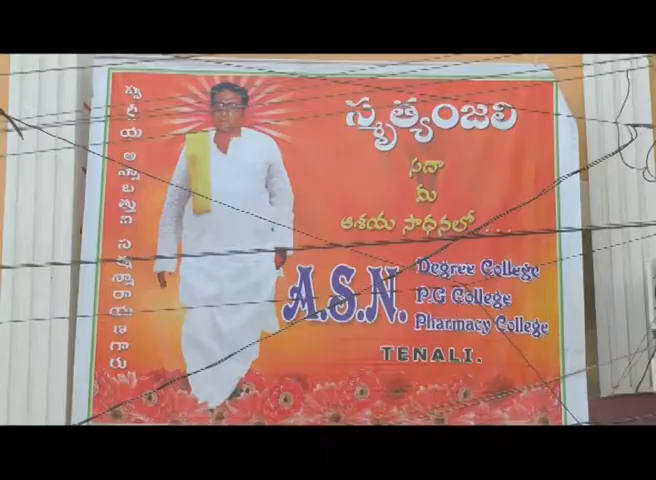 స్మృత్యంజలి
సదా
మీ
ఆశయ సాధనలో.....
A.S.N.
Degree College
P.G College
Pharmacy College
TENALI.